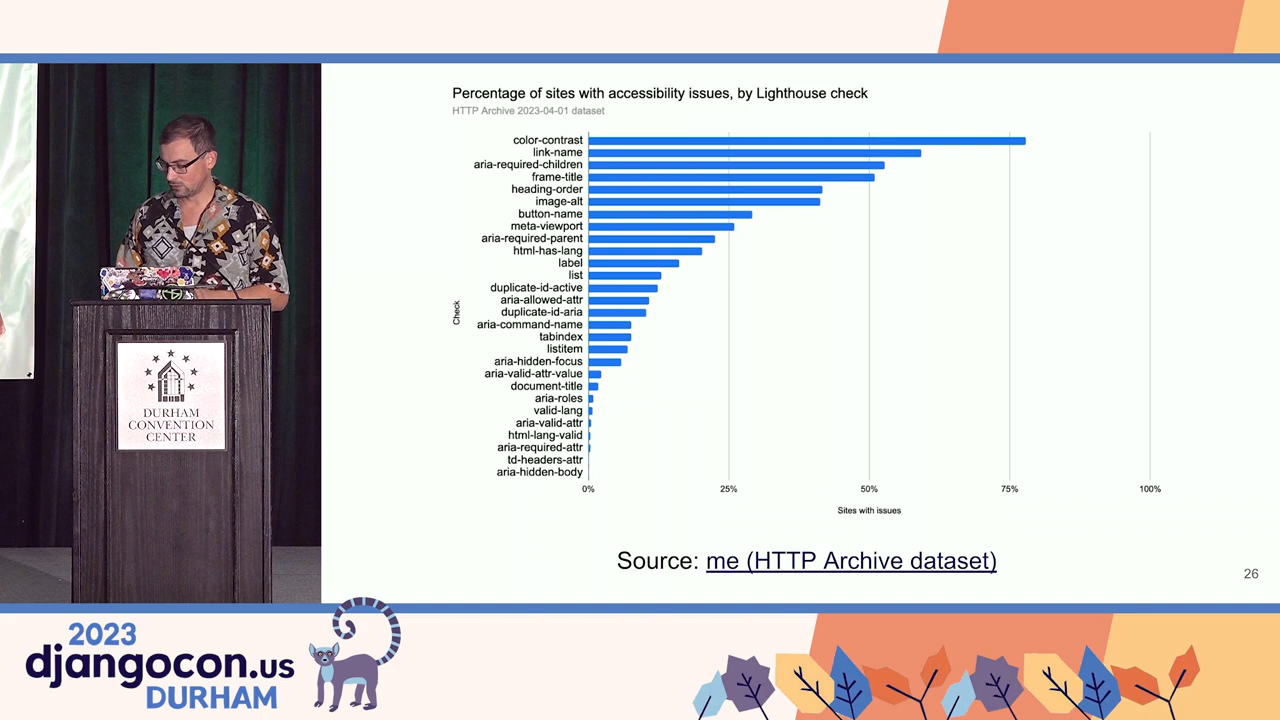 Percentage of sites with accessibility issues, by Lighthouse check
HTTP Archive 2023-04-01 dataset
color-contrast
link-name
aria-required-children
frame-title
heading-order
image-alt
button-name
meta-viewport
aria-required-parent
html-has-lang
label
list
duplicate-id-active
aria-allowed-attr
duplicate-id-aria
aria-command-name
tabindex
listitem
aria-hidden-focus
aria-valid-attr-value
document-title
aria-roles
valid-lang
aria-valid-attr
html-lang-valid
aria-required-attr
td-headers-attr
aria-hidden-body
Check
0%
25%
50%
75%
100%
Sites with issues
Source: me (HTTP Archive dataset)
26
DURHAM
CONVENTION
CENTER
2023
djangocon.us
DURHAM